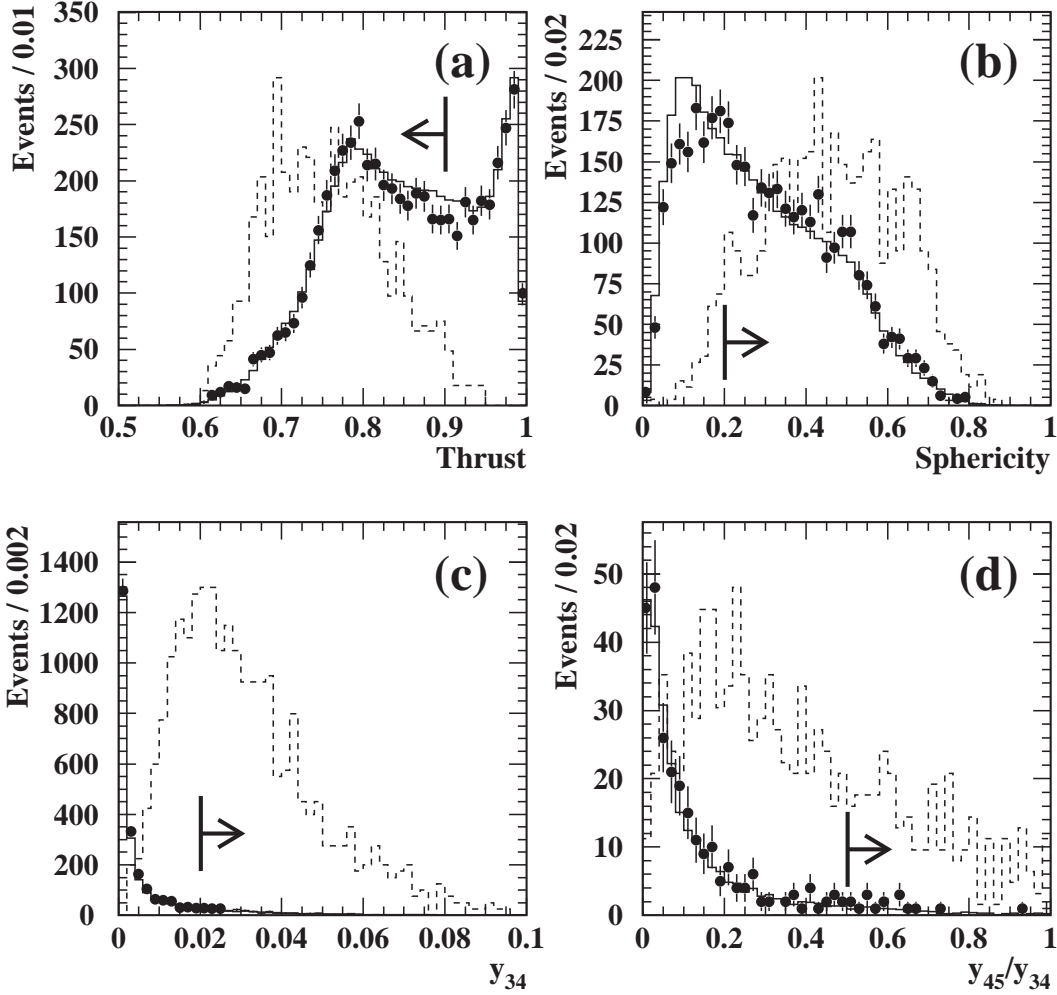 Events / 0.01
350
300
250
200
150
100
50
0
(a)
0.5 0.6 0.7 0.8 0.9 1
Thrust
Events / 0.02
225
200
175
150
125
100
75
50
25
0
(b)
0 0.2 0.4 0.6 0.8 1
Sphericity
Events / 0.002
1400
1200
1000
800
600
400
200
0
(c)
0 0.02 0.04 0.06 0.08 0.1
y34
Events / 0.02
50
40
30
20
10
0
(d)
0 0.2 0.4 0.6 0.8 1
y45/y34